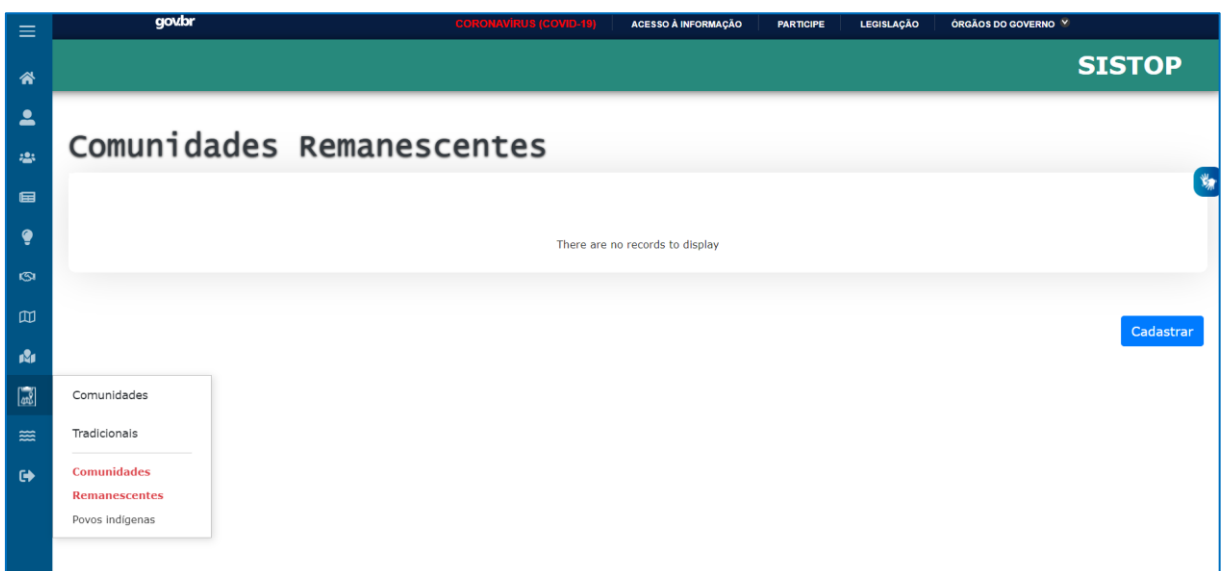 gov.br CORONAVÍRUS (COVID-19) ACESSO À INFORMAÇÃO PARTICIPE LEGISLAÇÃO ÓRGÃOS DO GOVERNO
SISTOP
Comunidades Remanescentes
There are no records to display
Cadastrar
Comunidades
Tradicionais
Comunidades
Remanescentes
Povos indígenas